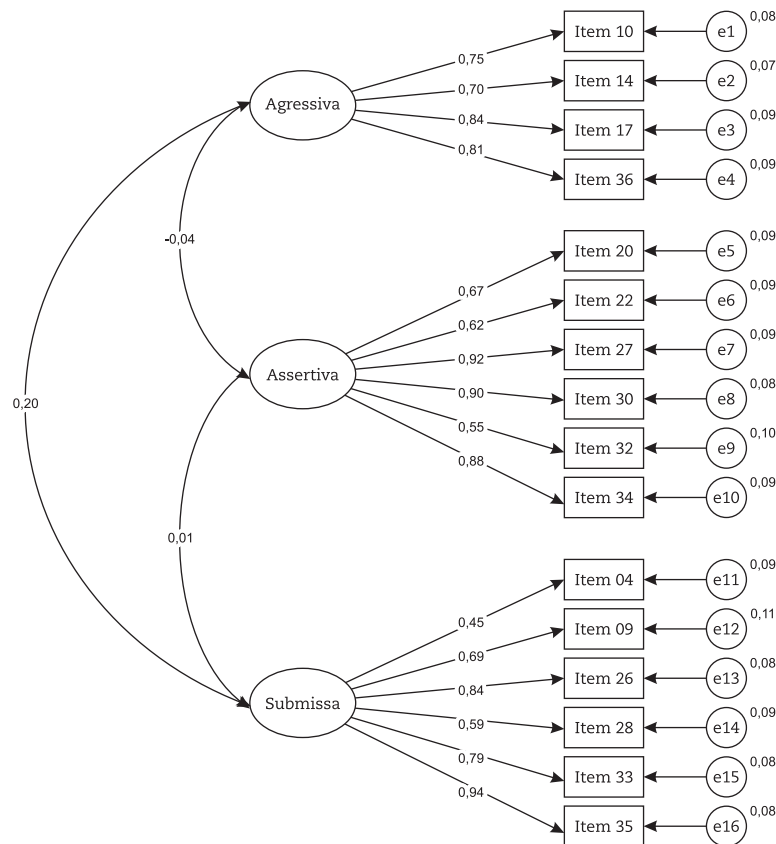 0,08
Item 10
e1
0,75
0,07
0,70
Item 14
e2
Agressiva
0,09
0,84
Item 17
e3
0,81
0,09
Item 36
e4
-0,04
0,09
Item 20
e5
0,67
0,09
Item 22
e6
0,62
0,09
0,92
Item 27
e7
Assertiva
0,08
0,90
Item 30
e8
0,20
0,55
0,10
Item 32
e9
0,88
0,09
Item 34
e10
0,01
0,09
Item 04
e11
0,45
0,11
Item 09
e12
0,69
0,08
0,84
Item 26
e13
Submissa
0,09
0,59
Item 28
e14
0,79
0,08
Item 33
e15
0,94
0,08
Item 35
e16